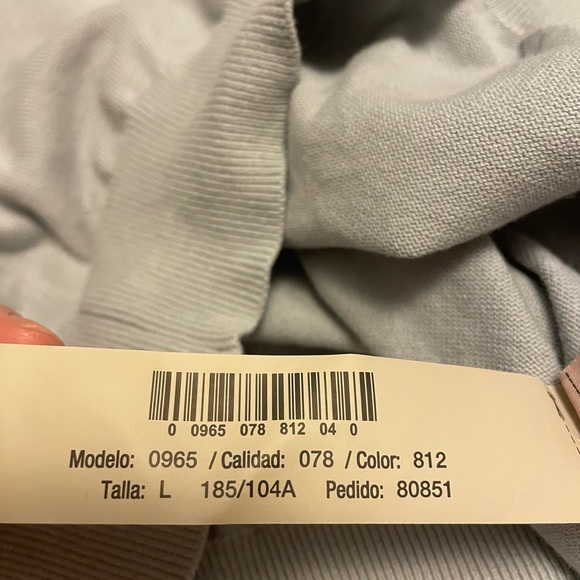 0 0965 078 812 04 0
Modelo: 0965 / Calidad: 078 / Color: 812
Talla: L 185/104A Pedido: 80851